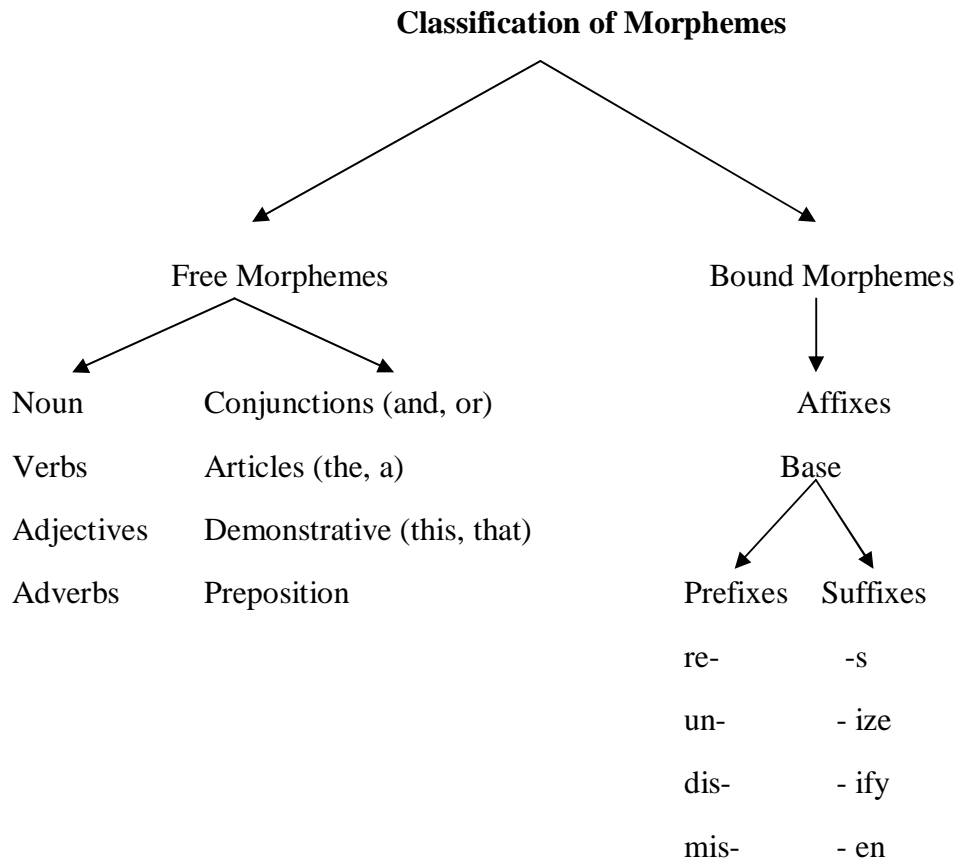 Classification of Morphemes
Free Morphemes Bound Morphemes
Noun Conjunctions (and, or) Affixes
Verbs Articles (the, a) Base
Adjectives Demonstrative (this, that)
Adverbs Preposition Prefixes Suffixes
re- -s
un- - ize
dis- - ify
mis- - en